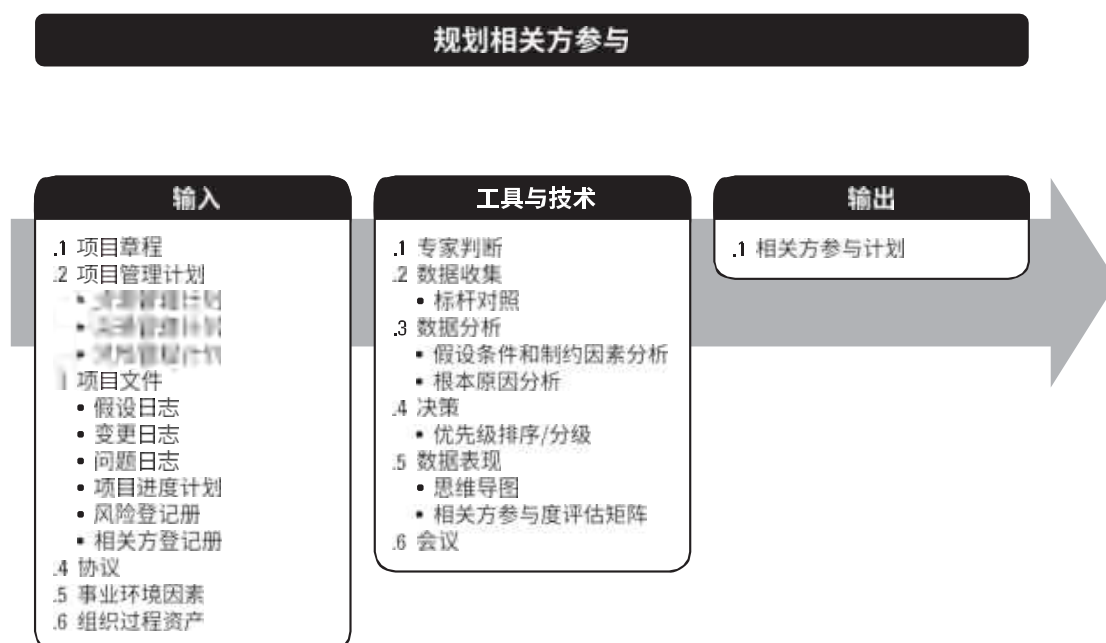 规划相关方参与
输入
.1 项目章程
.2 项目管理计划
项目文件
• 假设日志
• 变更日志
• 问题日志
• 项目进度计划
• 风险登记册
• 相关方登记册
.4 协议
.5 事业环境因素
.6 组织过程资产
工具与技术
.1 专家判断
.2 数据收集
• 标杆对照
.3 数据分析
• 假设条件和制约因素分析
• 根本原因分析
.4 决策
• 优先级排序/分级
.5 数据表现
• 思维导图
• 相关方参与度评估矩阵
.6 会议
输出
.1 相关方参与计划